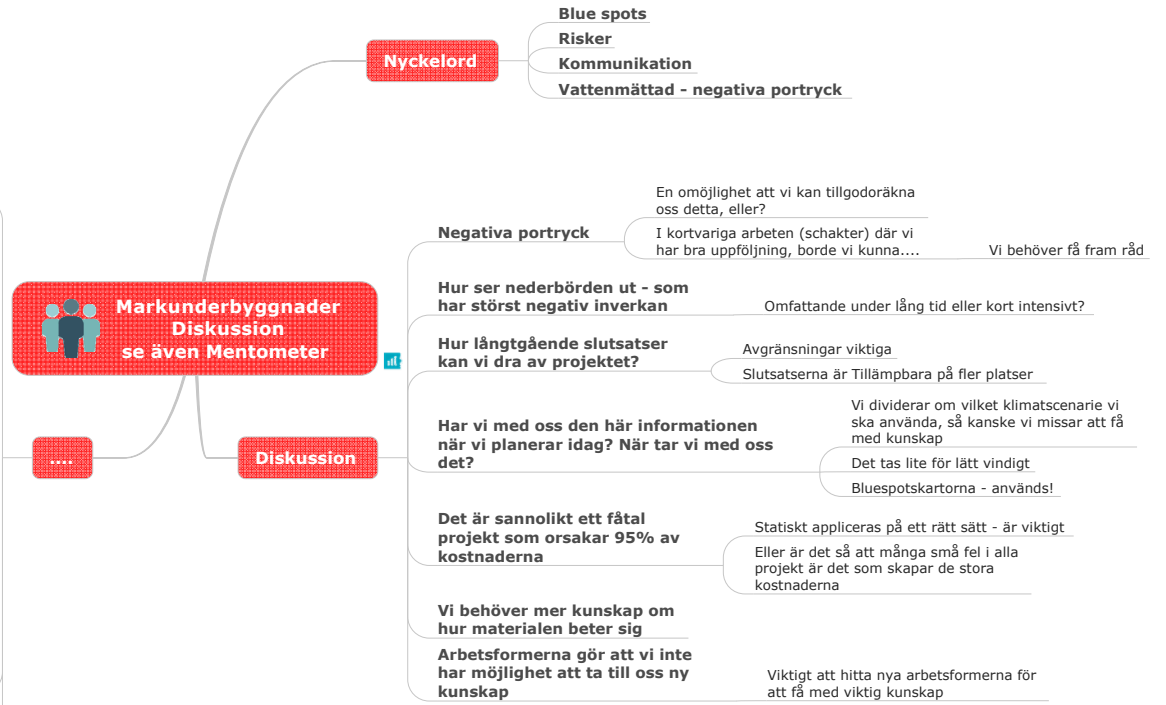 Nyckelord
Blue spots
Risker
Kommunikation
Vattenmättad - negativa portryck
Markunderbyggnader
Diskussion
se även Mentometer
....
Diskussion
Negativa portryck
En omöjlighet att vi kan tillgodoräkna
oss detta, eller?
I kortvariga arbeten (schakter) där vi
har bra uppföljning, borde vi kunna....
Vi behöver få fram råd
Hur ser nederbörden ut - som
har störst negativ inverkan
Omfattande under lång tid eller kort intensivt?
Hur långtgående slutsatser
kan vi dra av projektet?
Avgränsningar viktiga
Slutsatserna är Tillämpbara på fler platser
Har vi med oss den här informationen
när vi planerar idag? När tar vi med oss
det?
Vi dividerar om vilket klimatscenarie vi
ska använda, så kanske vi missar att få
med kunskap
Det tas lite för lätt vindigt
Bluespotskartorna - används!
Det är sannolikt ett fåtal
projekt som orsakar 95% av
kostnaderna
Statiskt appliceras på ett rätt sätt - är viktigt
Eller är det så att många små fel i alla
projekt är det som skapar de stora
kostnaderna
Vi behöver mer kunskap om
hur materialen beter sig
Arbetsformerna gör att vi inte
har möjlighet att ta till oss ny
kunskap
Viktigt att hitta nya arbetsformerna för
att få med viktig kunskap